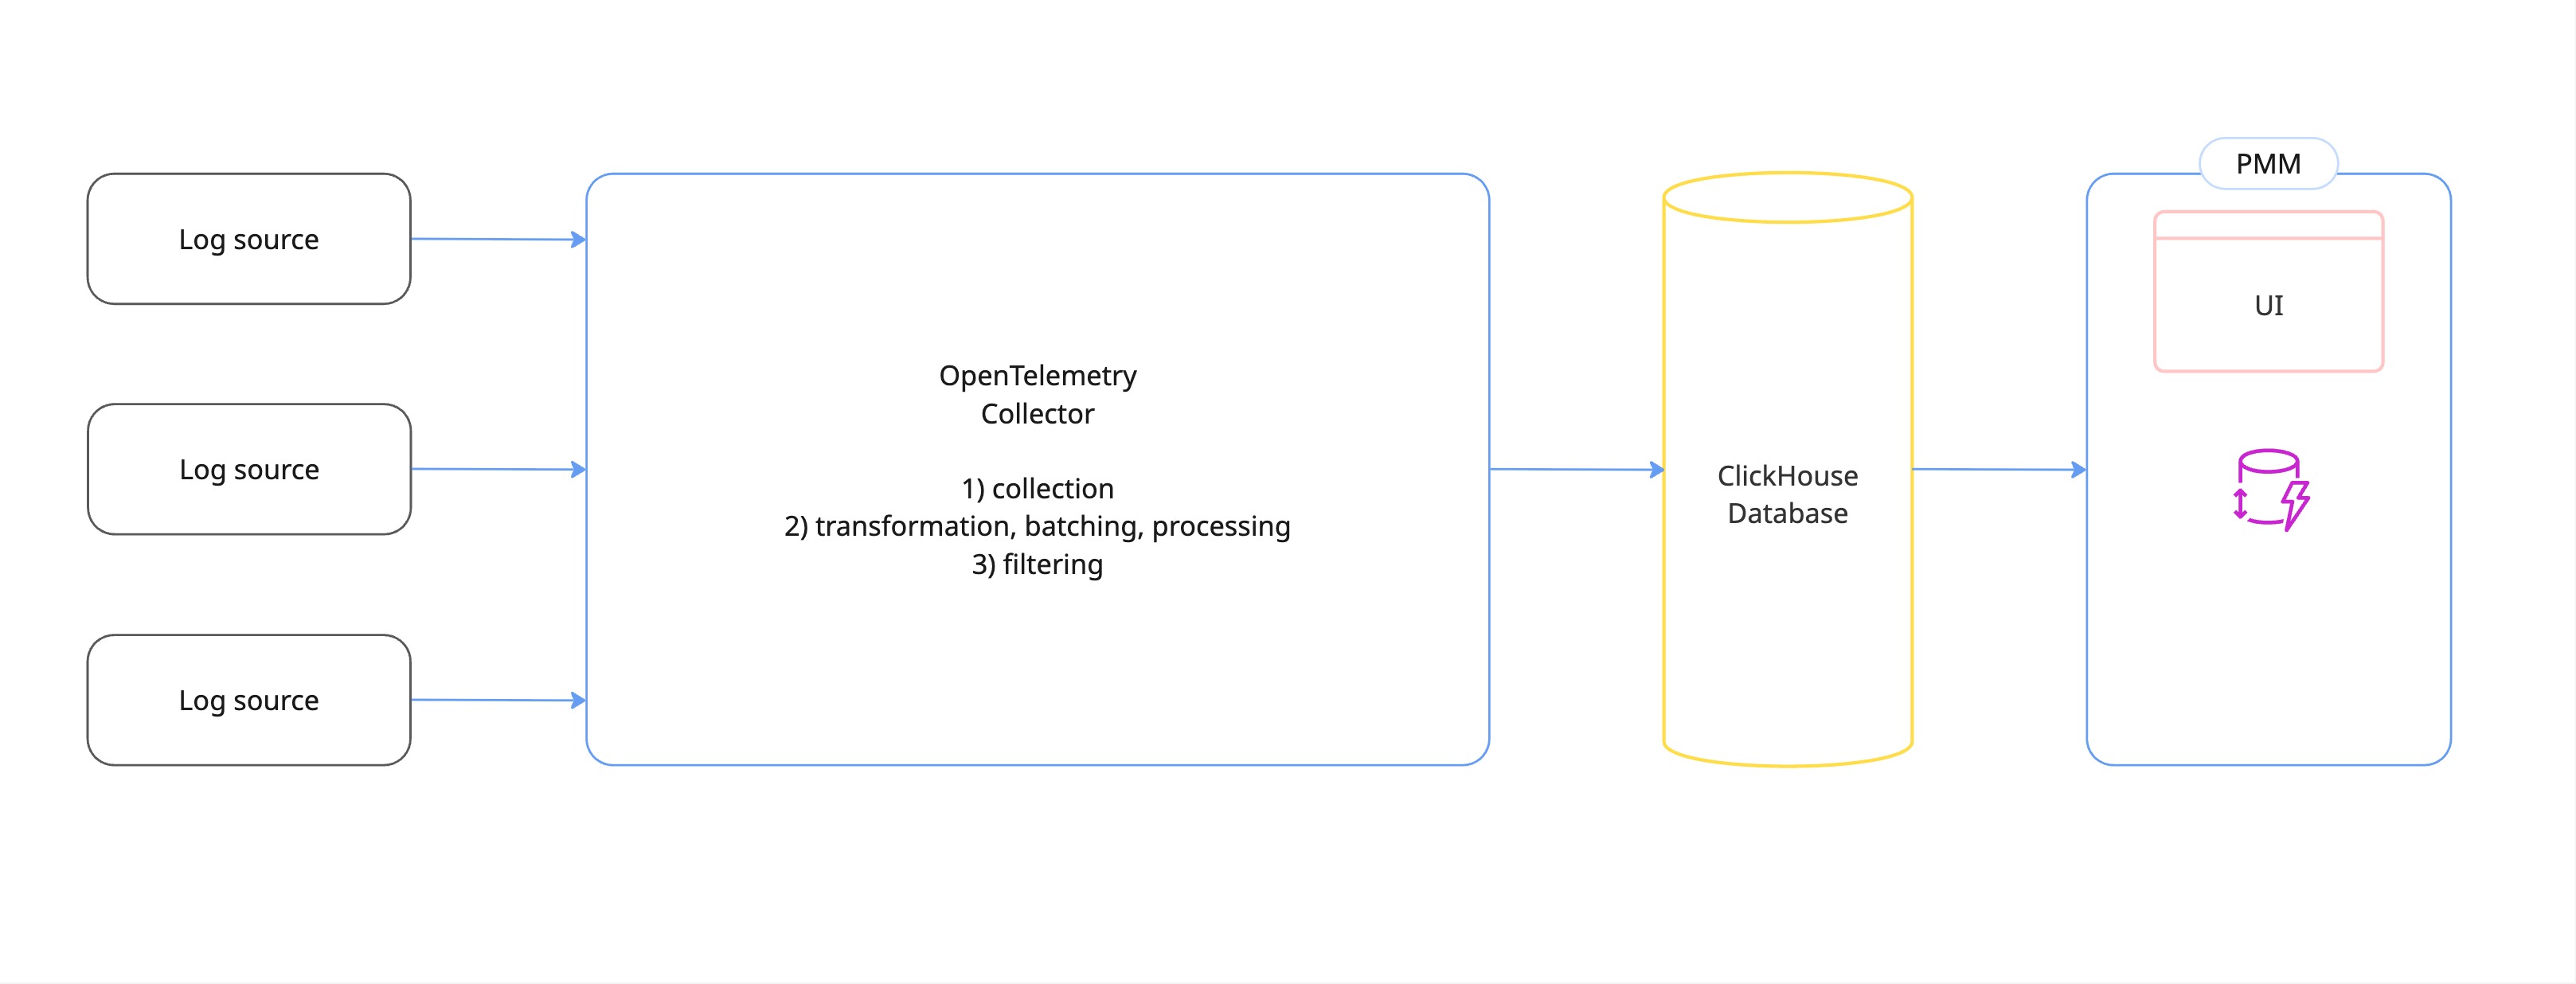 Log source
Log source
Log source
OpenTelemetry
Collector
1) collection
2) transformation, batching, processing
3) filtering
ClickHouse
Database
PMM
UI